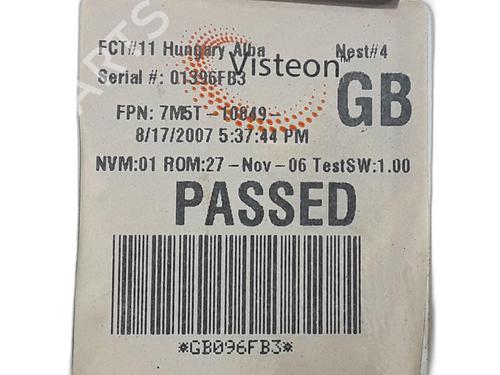 FCT#11 Hungary Alba Nest#4
Serial #: 01396FB3
Visteon™
GB
FPN: 7M5T-10849-
8/17/2007 5:37:44 PM
NVM:01 ROM:27-Nov-06 TestSW:1.00
PASSED
*GB096FB3*